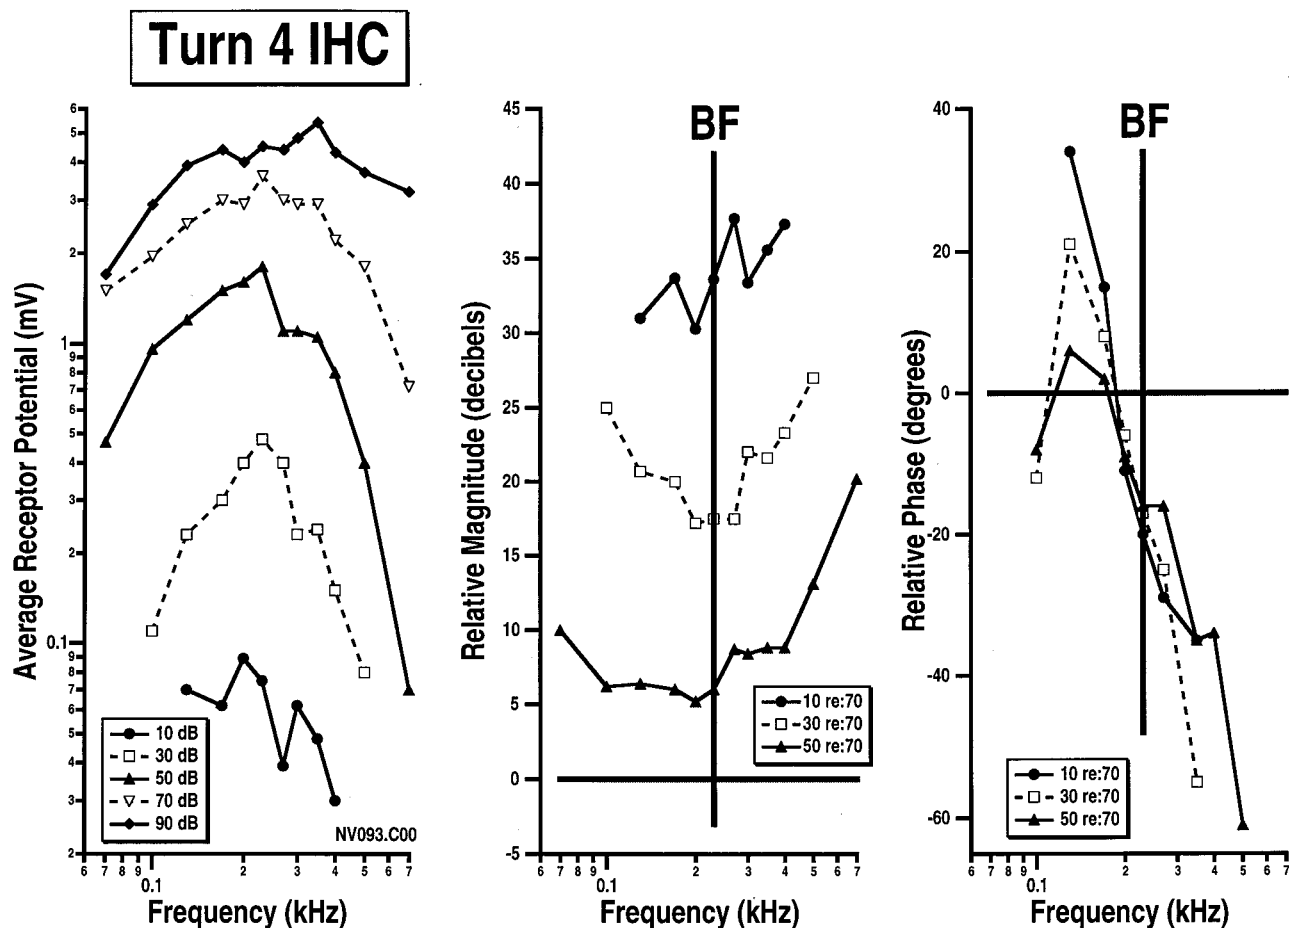 Turn 4 IHC
Average Receptor Potential (mV)
6
5
4
3
2
1
9
8
7
6
5
4
3
2
0.1
9
8
7
6
5
4
3
2
10 dB
30 dB
50 dB
70 dB
90 dB
NV093.C00
6 7 8 9 2 3 4 5 7
0.1
Frequency (kHz)
BF
Relative Magnitude (decibels)
45
40
35
30
25
20
15
10
5
0
-5
10 re:70
30 re:70
50 re:70
6 7 8 9 2 3 4 5 6 7
0.1
Frequency (kHz)
BF
Relative Phase (degrees)
40
20
0
-20
-40
-60
10 re:70
30 re:70
50 re:70
6 7 8 9 2 3 4 5 6 7
0.1
Frequency (kHz)